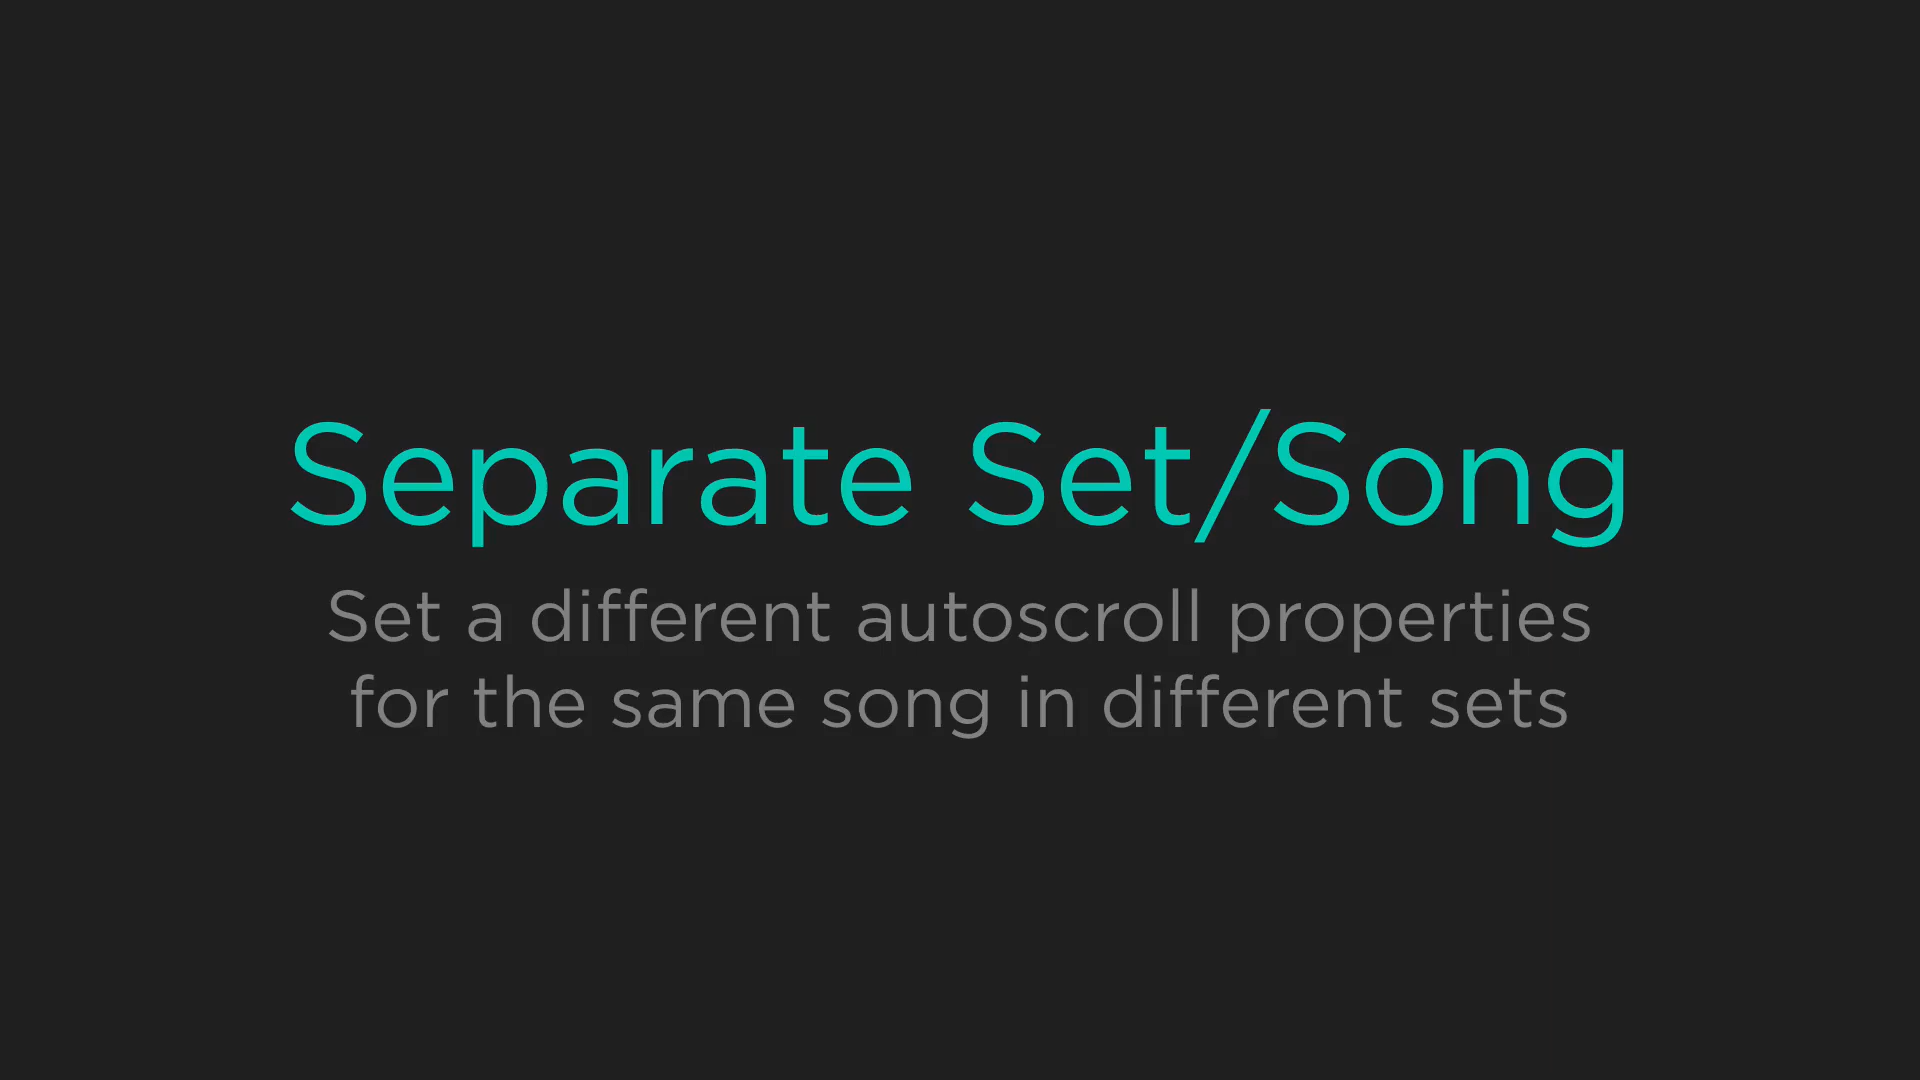 Separate Set/Song
Set a different autoscroll properties
for the same song in different sets